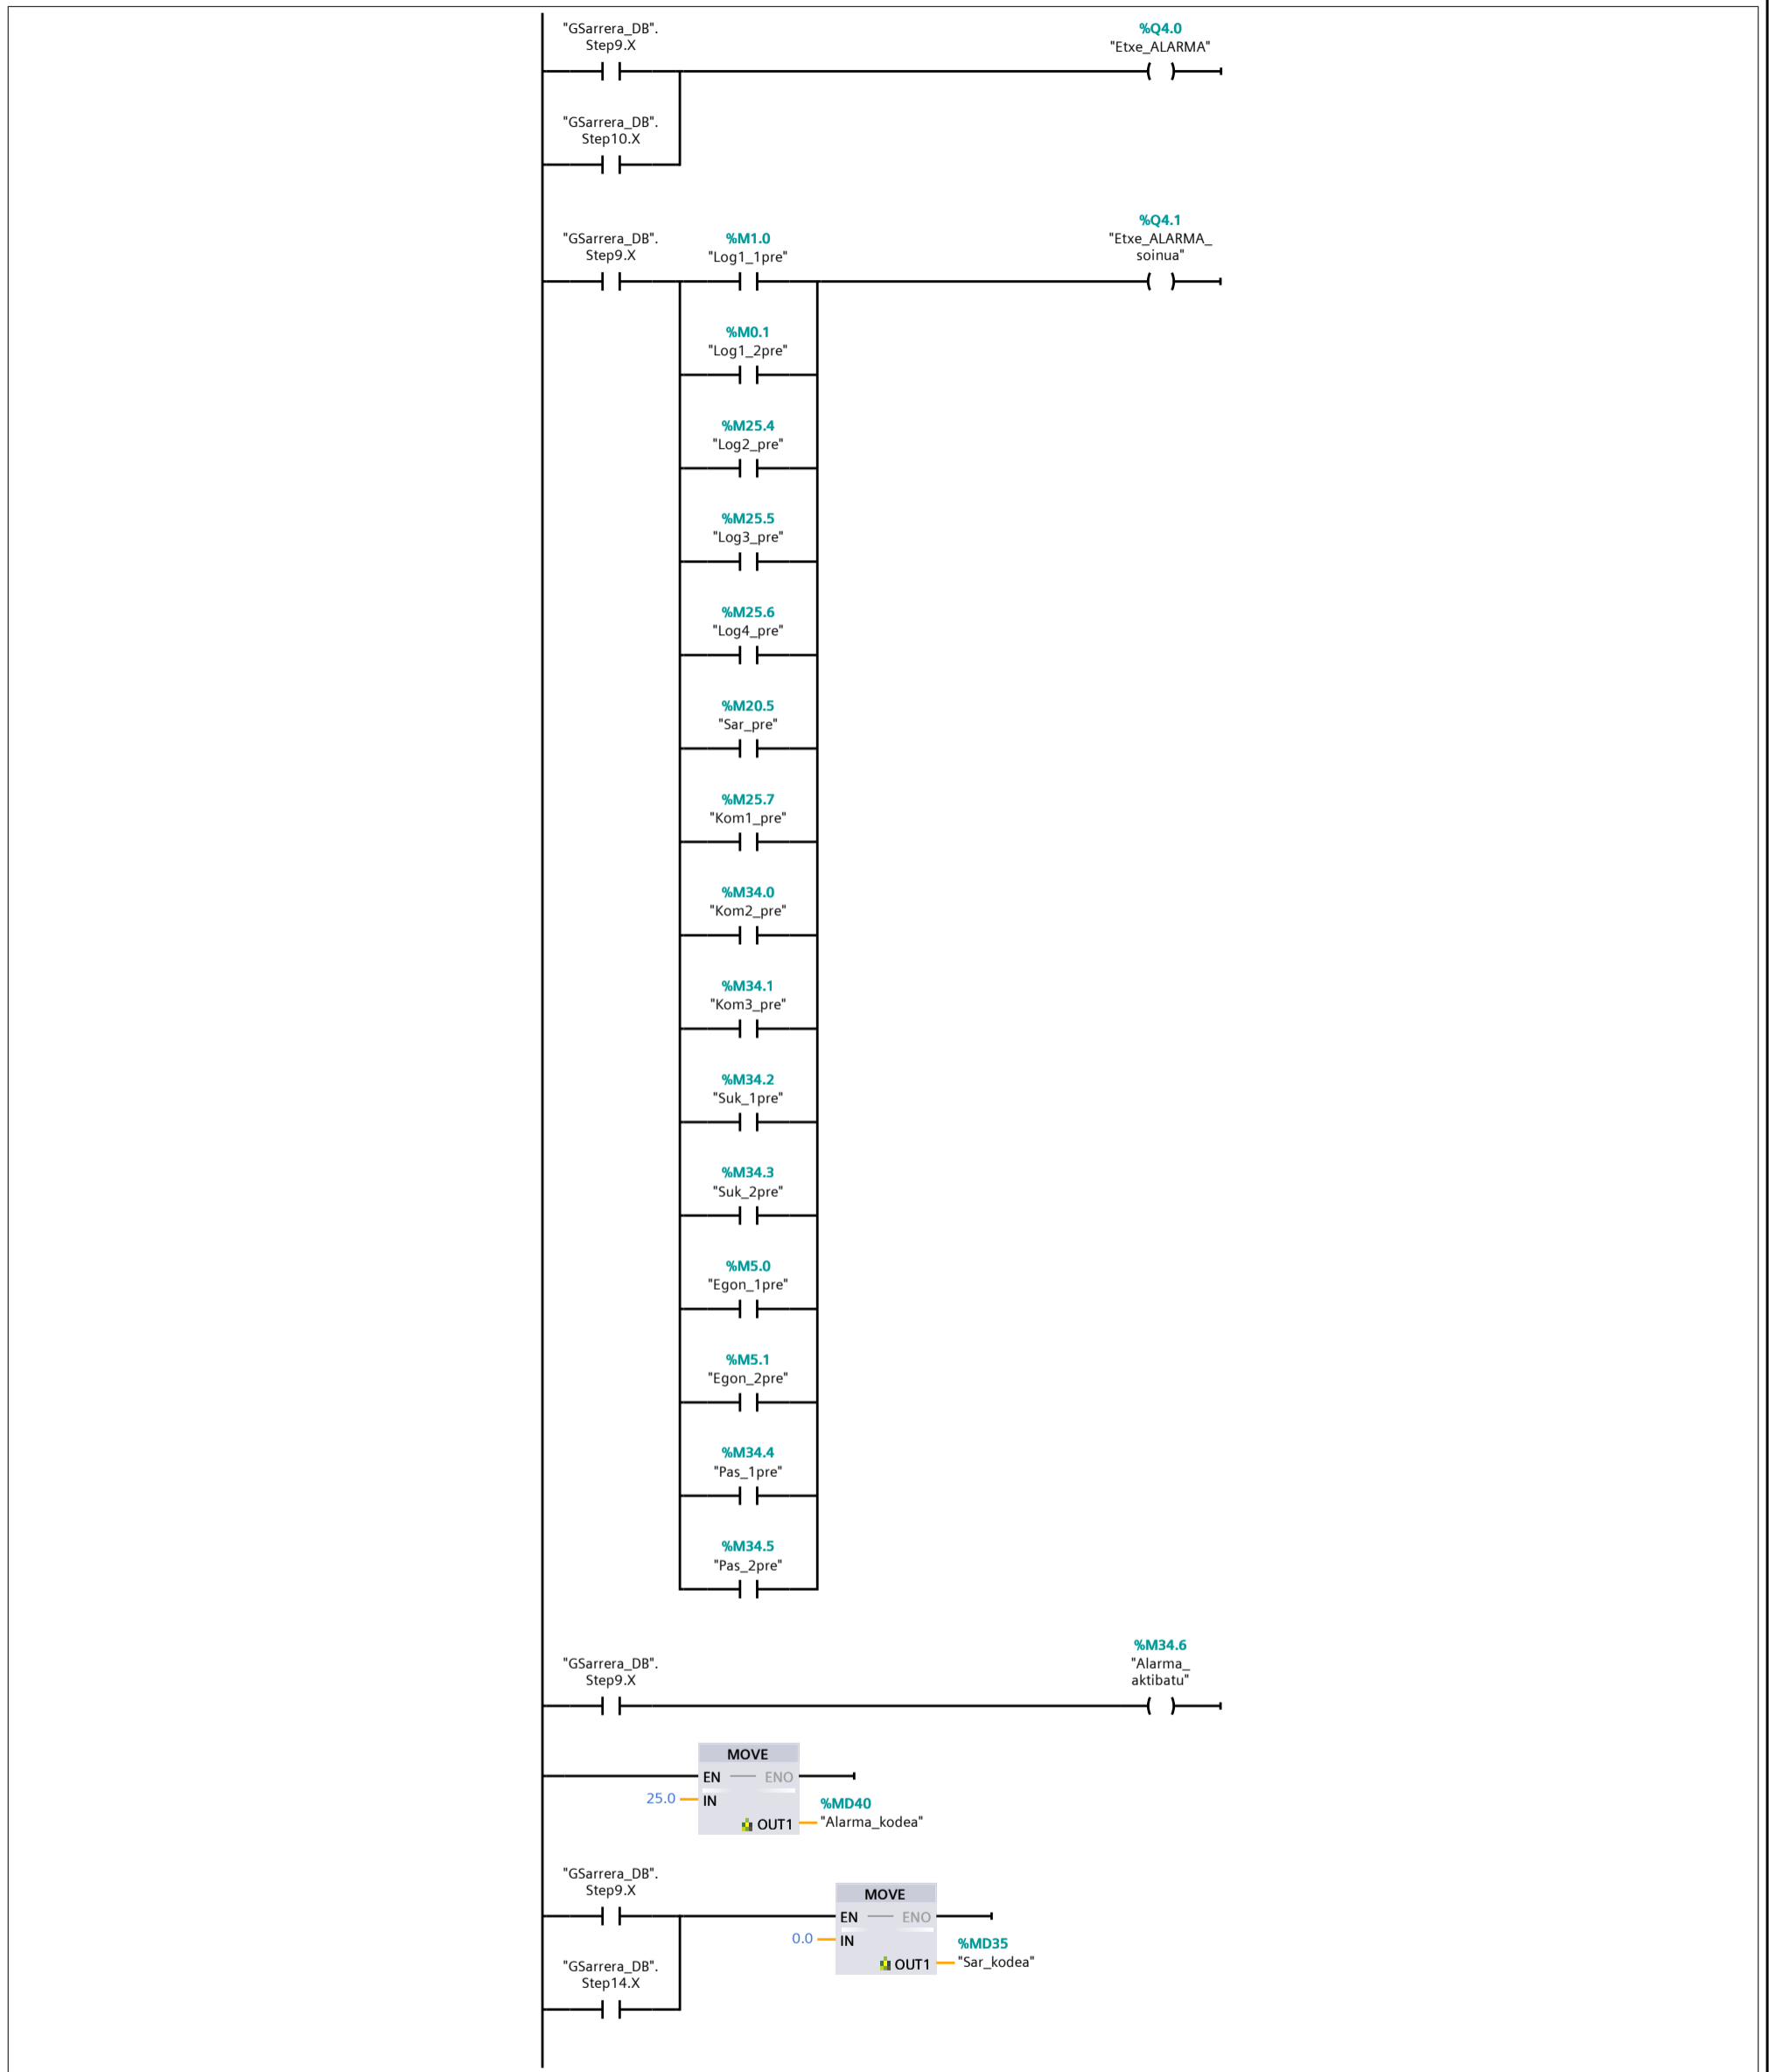 "GSarrera_DB".
Step9.X
%Q4.0
"Etxe_ALARMA"
"GSarrera_DB".
Step10.X
"GSarrera_DB".
Step9.X
%M1.0
"Log1_1pre"
%Q4.1
"Etxe_ALARMA_
soinua"
%M0.1
"Log1_2pre"
%M25.4
"Log2_pre"
%M25.5
"Log3_pre"
%M25.6
"Log4_pre"
%M20.5
"Sar_pre"
%M25.7
"Kom1_pre"
%M34.0
"Kom2_pre"
%M34.1
"Kom3_pre"
%M34.2
"Suk_1pre"
%M34.3
"Suk_2pre"
%M5.0
"Egon_1pre"
%M5.1
"Egon_2pre"
%M34.4
"Pas_1pre"
%M34.5
"Pas_2pre"
"GSarrera_DB".
Step9.X
%M34.6
"Alarma_
aktibatu"
MOVE
EN ENO
25.0 IN
OUT1
%MD40
"Alarma_kodea"
"GSarrera_DB".
Step9.X
MOVE
EN ENO
0.0 IN
OUT1
%MD35
"Sar_kodea"
"GSarrera_DB".
Step14.X